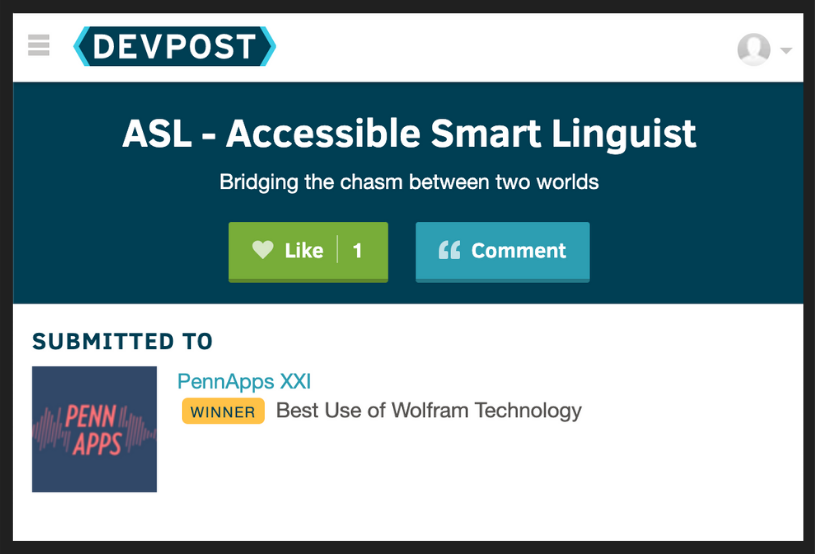 DEVPOST
ASL - Accessible Smart Linguist
Bridging the chasm between two worlds
Like 1
Comment
SUBMITTED TO
PENN
APPS
PennApps XXI
WINNER Best Use of Wolfram Technology